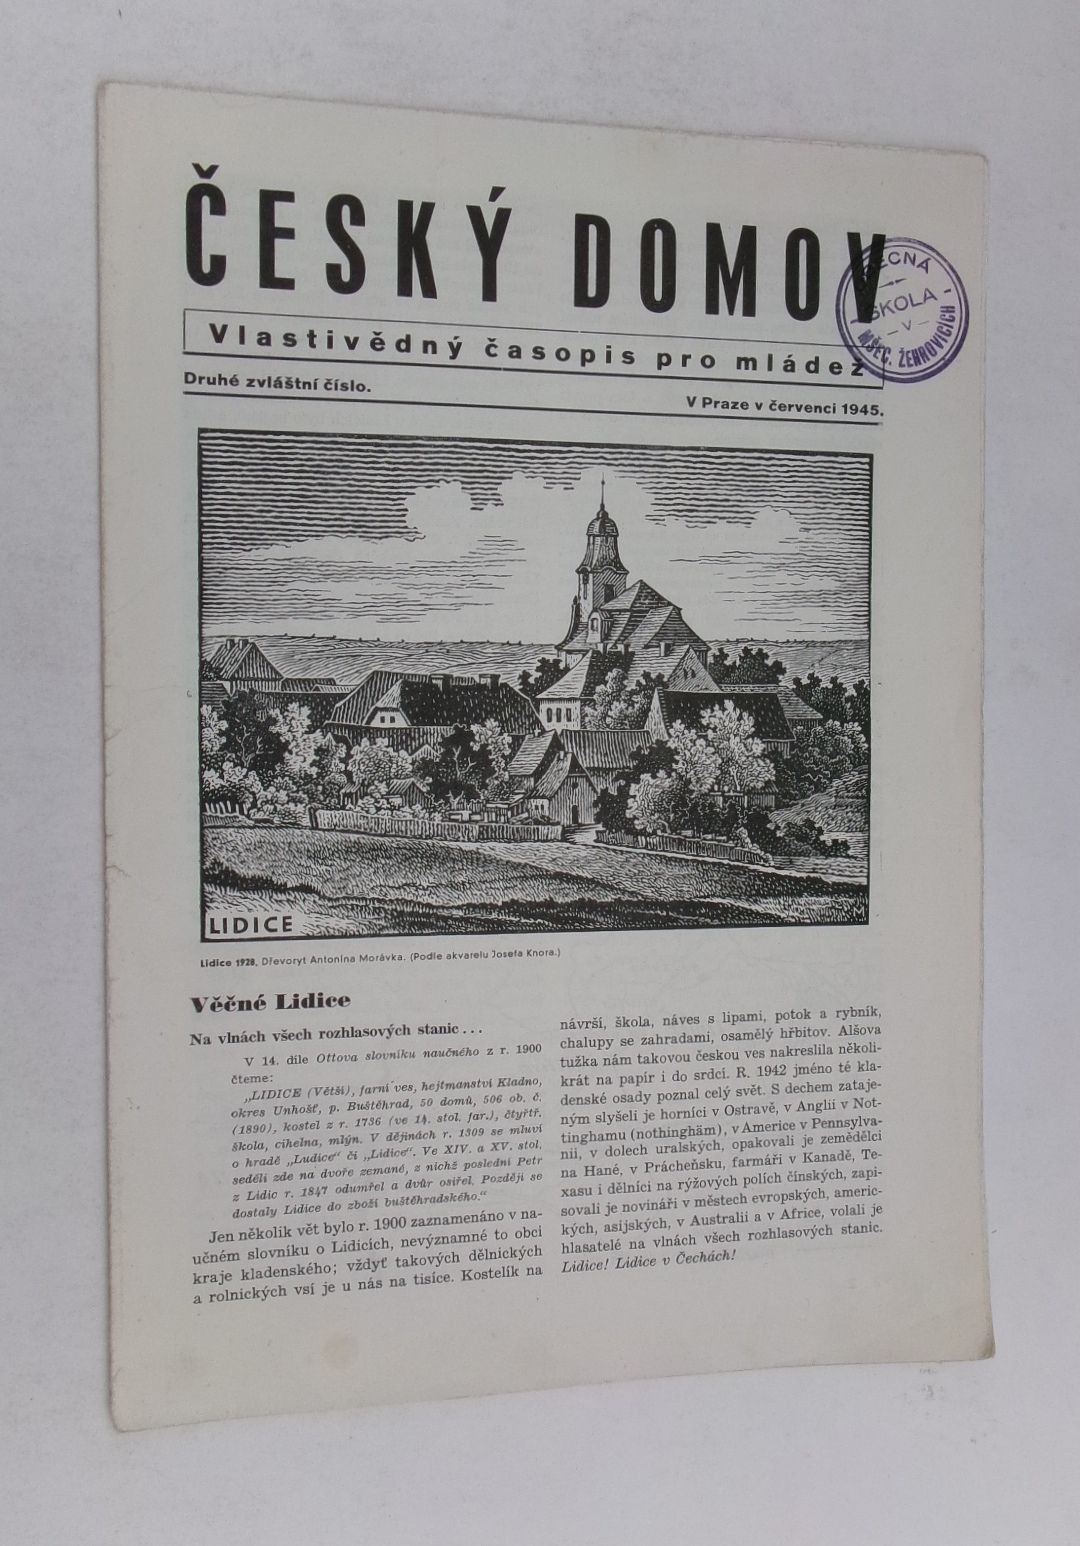 ČESKÝ DOMOV
OBECNÁ
ŠKOLA
– V –
MŠEC. ŽEHROVICÍCH
Vlastivědný časopis pro mládež
Druhé zvláštní číslo.
V Praze v červenci 1945.
LIDICE
Lidice 1928. Dřevoryt Antonína Morávka. (Podle akvarelu Josefa Knora.)
Věčné Lidice
Na vlnách všech rozhlasových stanic...
V 14. díle Ottova slovníku naučného z r. 1900
čteme:
„LIDICE (Větší), farní ves, hejtmanství Kladno,
okres Unhošť, p. Buštěhrad, 50 domů, 506 ob. č.
(1890), kostel z r. 1736 (ve 14. stol. far.), čtyřtř.
škola, cihelna, mlýn. V dějinách r. 1309 se mluví
o hradě „Ludice“ či „Lidice“. Ve XIV. a XV. stol.
seděli zde na dvoře zemané, z nichž poslední Petr
z Lidic r. 1847 odumřel a dvůr osiřel. Později se
dostaly Lidice do zboží buštěhradského.“
Jen několik vět bylo r. 1900 zaznamenáno v na-
učném slovníku o Lidicích, nevýznamné to obci
kraje kladenského; vždyť takových dělnických
a rolnických vsí je u nás na tisíce. Kostelík na
návrší, škola, náves s lipami, potok a rybník,
chalupy se zahradami, osamělý hřbitov. Alšova
tužka nám takovou českou ves nakreslila několi-
krát na papír i do srdcí. R. 1942 jméno té kla-
denské osady poznal celý svět. S dechem zataje-
ným slyšeli je horníci v Ostravě, v Anglii v Not-
tinghamu (nothinghäm), v Americe v Pennsylva-
nii, v dolech uralských, opakovali je zemědělci
na Hané, v Prácheňsku, farmáři v Kanadě, Te-
xasu i dělníci na rýžových polích čínských, zapi-
sovali je novináři v městech evropských, americ-
kých, asijských, v Australii a v Africe, volali je
hlasatelé na vlnách všech rozhlasových stanic.
Lidice! Lidice v Čechách!